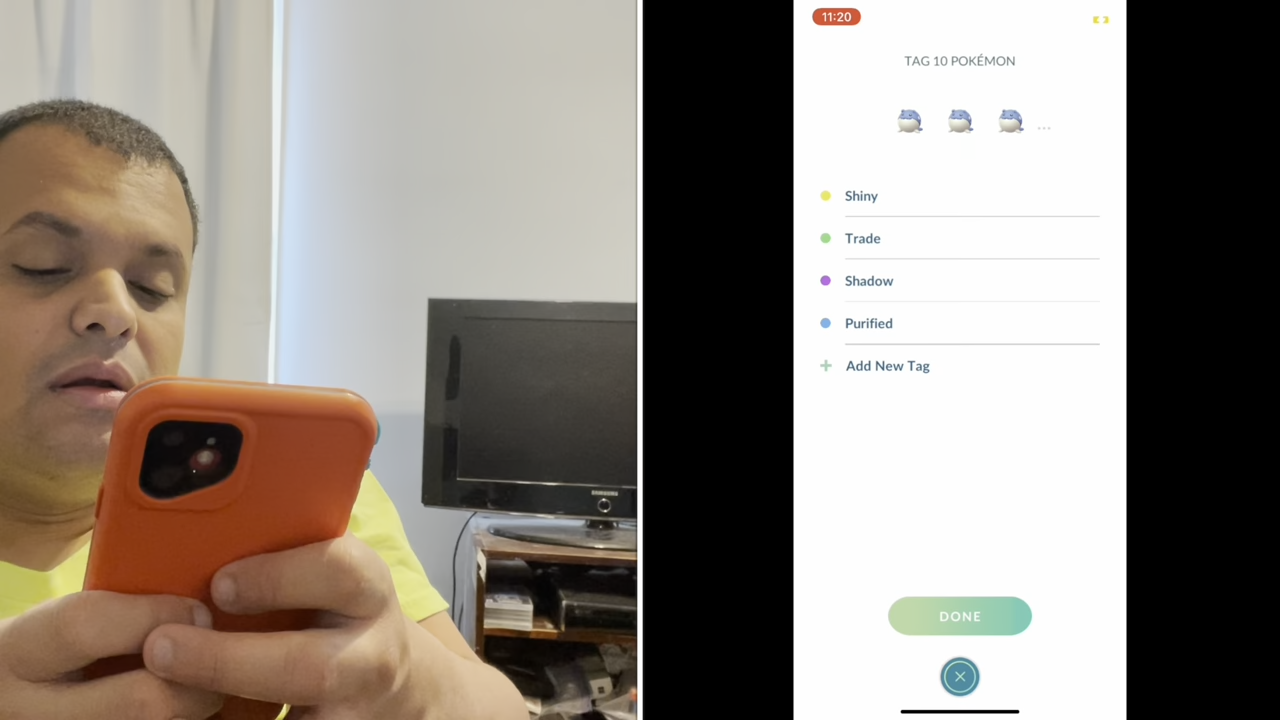 SAMSUNG
11:20
TAG 10 POKÉMON
...
Shiny
Trade
Shadow
Purified
+ Add New Tag
DONE